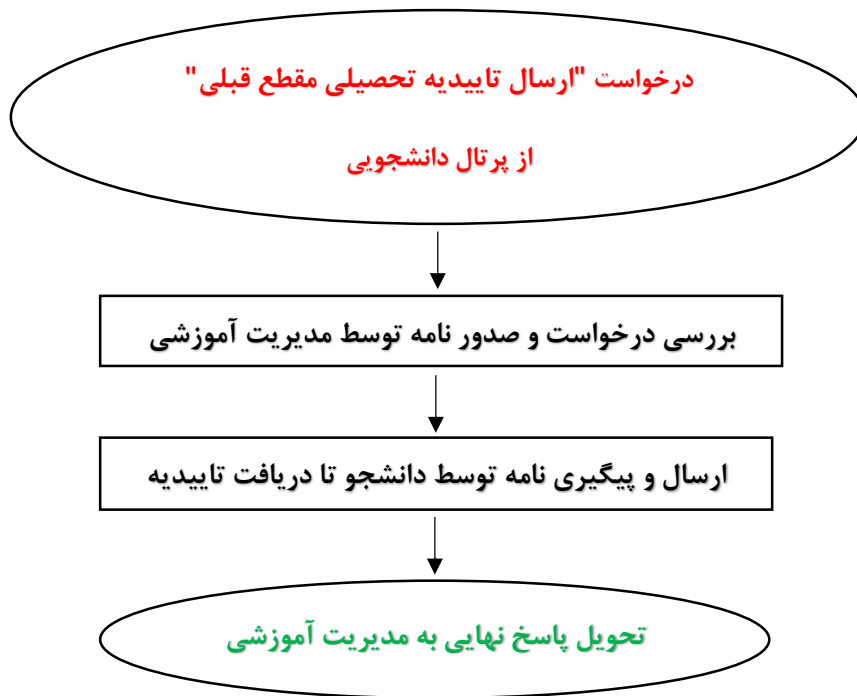 درخواست "ارسال تاییدیه تحصیلی مقطع قبلی"
از پرتال دانشجویی
بررسی درخواست و صدور نامه توسط مدیریت آموزشی
ارسال و پیگیری نامه توسط دانشجو تا دریافت تاییدیه
تحویل پاسخ نهایی به مدیریت آموزشی